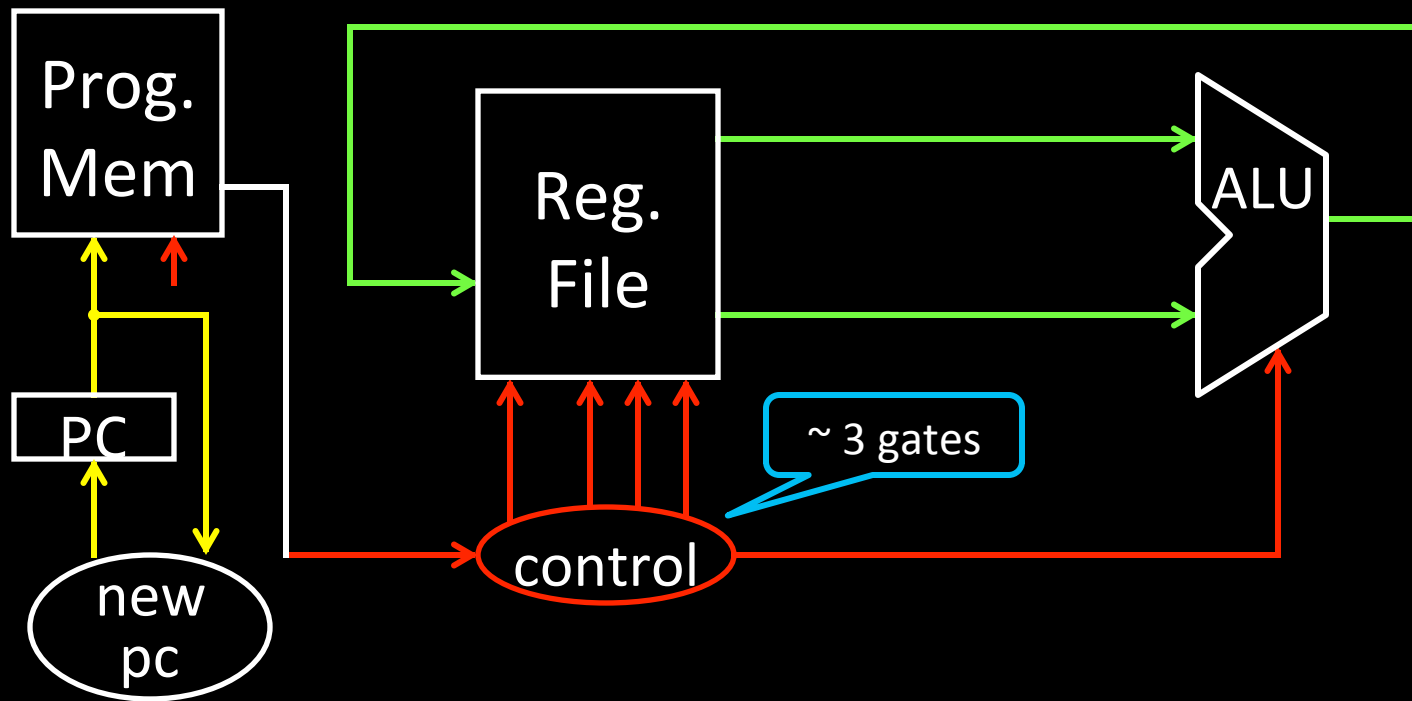 Prog.
Mem
Reg.
File
ALU
PC
~ 3 gates
control
new
pc